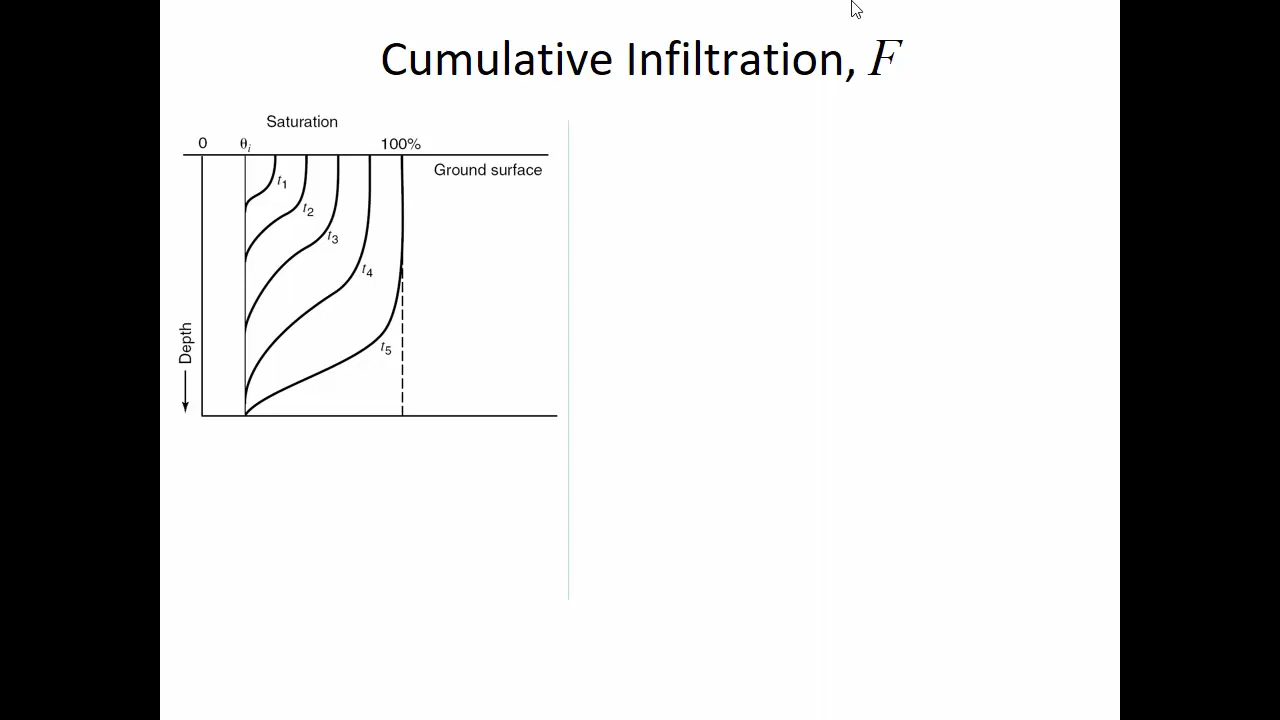 Cumulative Infiltration, F
Saturation
0 θi 100%
Ground surface
t1
t2
t3
t4
t5
Depth